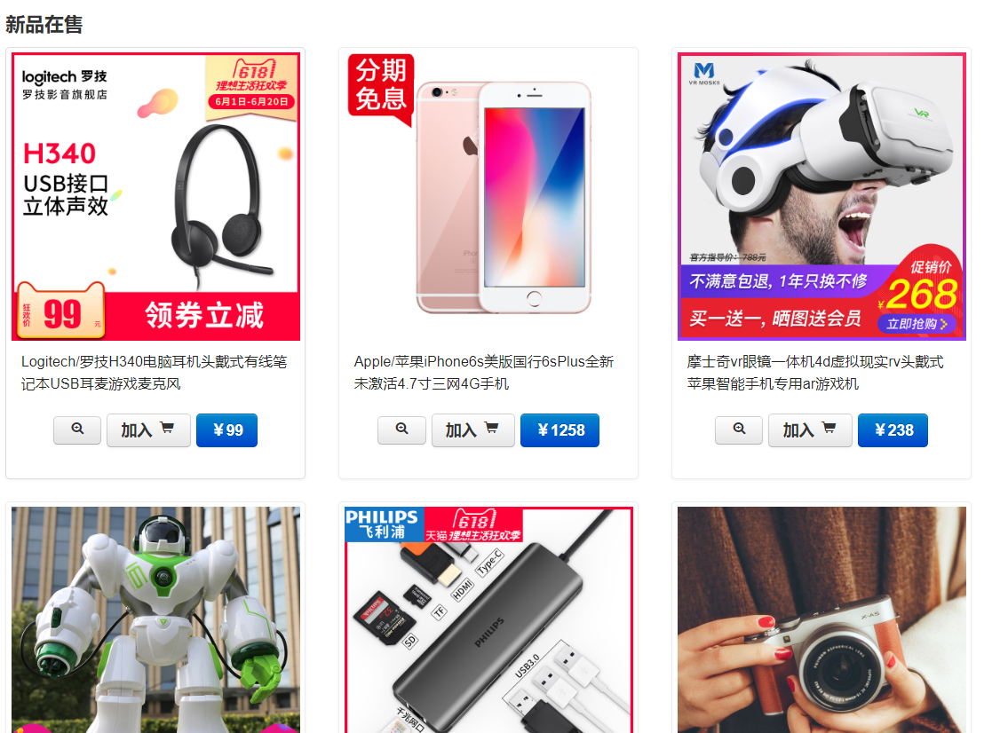 新品在售
logitech 罗技
罗技影音旗舰店
618
理想生活狂欢季
6月1日-6月20日
H340
USB接口
立体声效
狂欢价
99
元
领券立减
Logitech/罗技H340电脑耳机头戴式有线笔
记本USB耳麦游戏麦克风
加入
￥99
分期
免息
iPhone
Apple/苹果iPhone6s美版国行6sPlus全新
未激活4.7寸三网4G手机
加入
￥1258
VR MOSKII
VR
官方指导价：789元
不满意包退, 1年只换不修
买一送一, 晒图送会员
促销价
¥268
立即抢购
摩士奇vr眼镜一体机4d虚拟现实rv头戴式
苹果智能手机专用ar游戏机
加入
￥238
PHILIPS
飞利浦
618
天猫 理想生活狂欢季
Type-C
HDMI
TF
SD
SanDisk
32
PHILIPS
USB3.0
千兆网口
X-A5